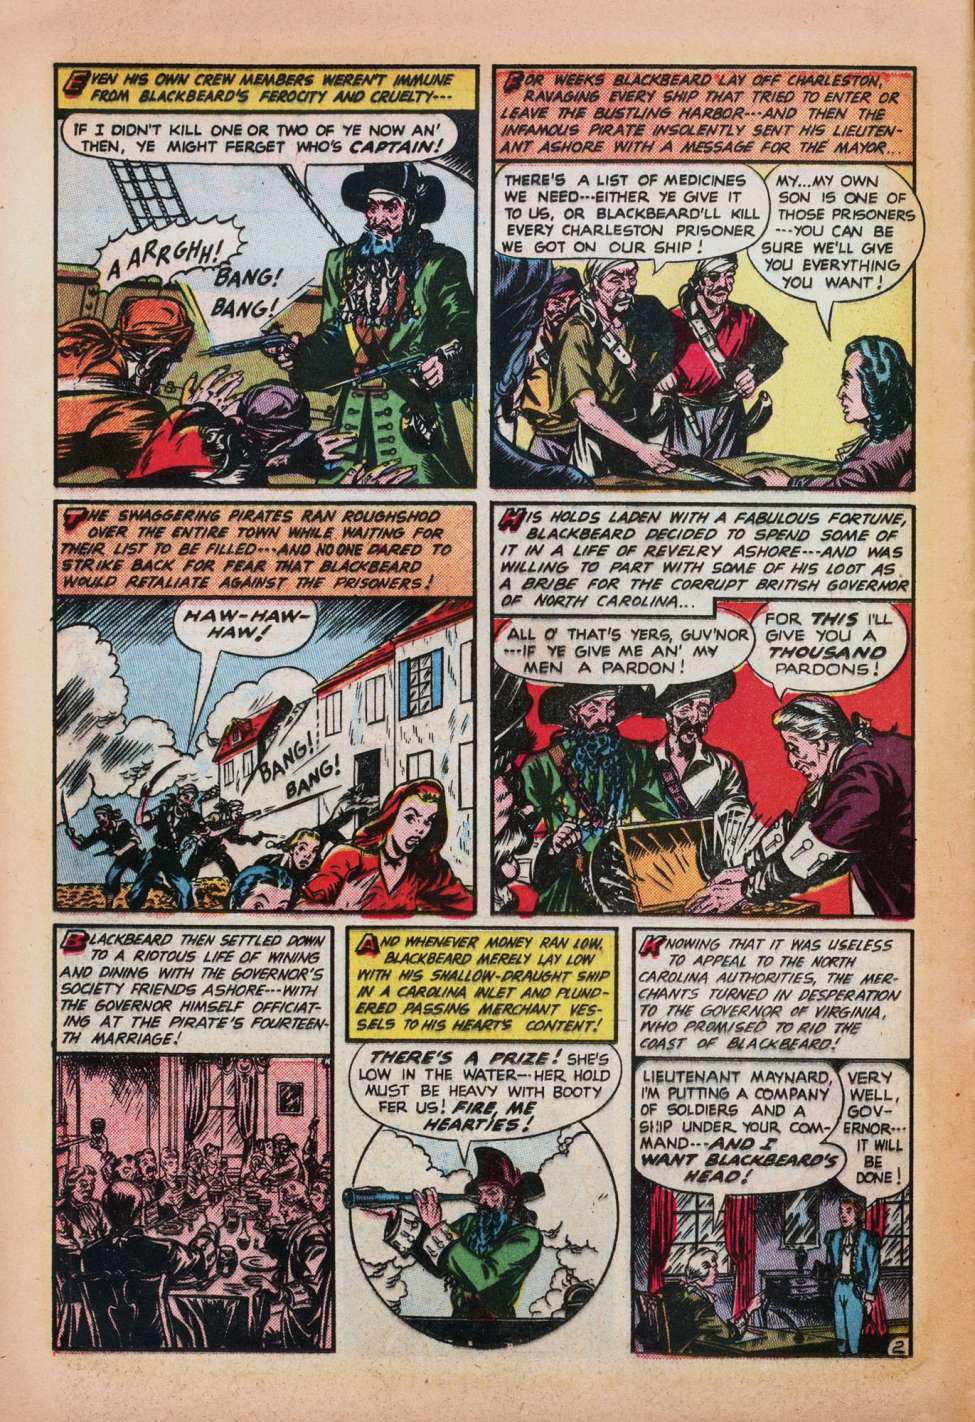 EVEN HIS OWN CREW MEMBERS WEREN'T IMMUNE
FROM BLACKBEARD'S FEROCITY AND CRUELTY---
IF I DIDN'T KILL ONE OR TWO OF YE NOW AN'
THEN, YE MIGHT FERGET WHO'S CAPTAIN!
A ARRGHH!
BANG!
BANG!
FOR WEEKS BLACKBEARD LAY OFF CHARLESTON,
RAVAGING EVERY SHIP THAT TRIED TO ENTER OR
LEAVE THE BUSTLING HARBOR---AND THEN THE
INFAMOUS PIRATE INSOLENTLY SENT HIS LIEUTEN-
ANT ASHORE WITH A MESSAGE FOR THE MAYOR...
THERE'S A LIST OF MEDICINES
WE NEED---EITHER YE GIVE IT
TO US, OR BLACKBEARD'LL KILL
EVERY CHARLESTON PRISONER
WE GOT ON OUR SHIP!
MY...MY OWN
SON IS ONE OF
THOSE PRISONERS
---YOU CAN BE
SURE WE'LL GIVE
YOU EVERYTHING
YOU WANT!
THE SWAGGERING PIRATES RAN ROUGHSHOD
OVER THE ENTIRE TOWN WHILE WAITING FOR
THEIR LIST TO BE FILLED---AND NO ONE DARED TO
STRIKE BACK FOR FEAR THAT BLACKBEARD
WOULD RETALIATE AGAINST THE PRISONERS!
HAW-HAW-
HAW!
BANG!
BANG!
HIS HOLDS LADEN WITH A FABULOUS FORTUNE,
BLACKBEARD DECIDED TO SPEND SOME OF
IT IN A LIFE OF REVELRY ASHORE---AND WAS
WILLING TO PART WITH SOME OF HIS LOOT AS
A BRIBE FOR THE CORRUPT BRITISH GOVERNOR
OF NORTH CAROLINA...
ALL O' THAT'S YERS, GUV'NOR
---IF YE GIVE ME AN' MY
MEN A PARDON!
FOR THIS I'LL
GIVE YOU A
THOUSAND
PARDONS!
BLACKBEARD THEN SETTLED DOWN
TO A RIOTOUS LIFE OF WINING
AND DINING WITH THE GOVERNOR'S
SOCIETY FRIENDS ASHORE---WITH
THE GOVERNOR HIMSELF OFFICIAT-
ING AT THE PIRATE'S FOURTEEN-
TH MARRIAGE!
AND WHENEVER MONEY RAN LOW,
BLACKBEARD MERELY LAY LOW
WITH HIS SHALLOW-DRAUGHT SHIP
IN A CAROLINA INLET AND PLUND-
ERED PASSING MERCHANT VES-
SELS TO HIS HEART'S CONTENT!
THERE'S A PRIZE! SHE'S
LOW IN THE WATER---HER HOLD
MUST BE HEAVY WITH BOOTY
FER US! FIRE, ME
HEARTIES!
KNOWING THAT IT WAS USELESS
TO APPEAL TO THE NORTH
CAROLINA AUTHORITIES, THE MER-
CHANTS TURNED IN DESPERATION
TO THE GOVERNOR OF VIRGINIA,
WHO PROMISED TO RID THE
COAST OF BLACKBEARD!
LIEUTENANT MAYNARD,
I'M PUTTING A COMPANY
OF SOLDIERS AND A
SHIP UNDER YOUR COM-
MAND---AND I
WANT BLACKBEARD'S
HEAD!
VERY
WELL,
GOV-
ERNOR---
IT WILL
BE
DONE!
2